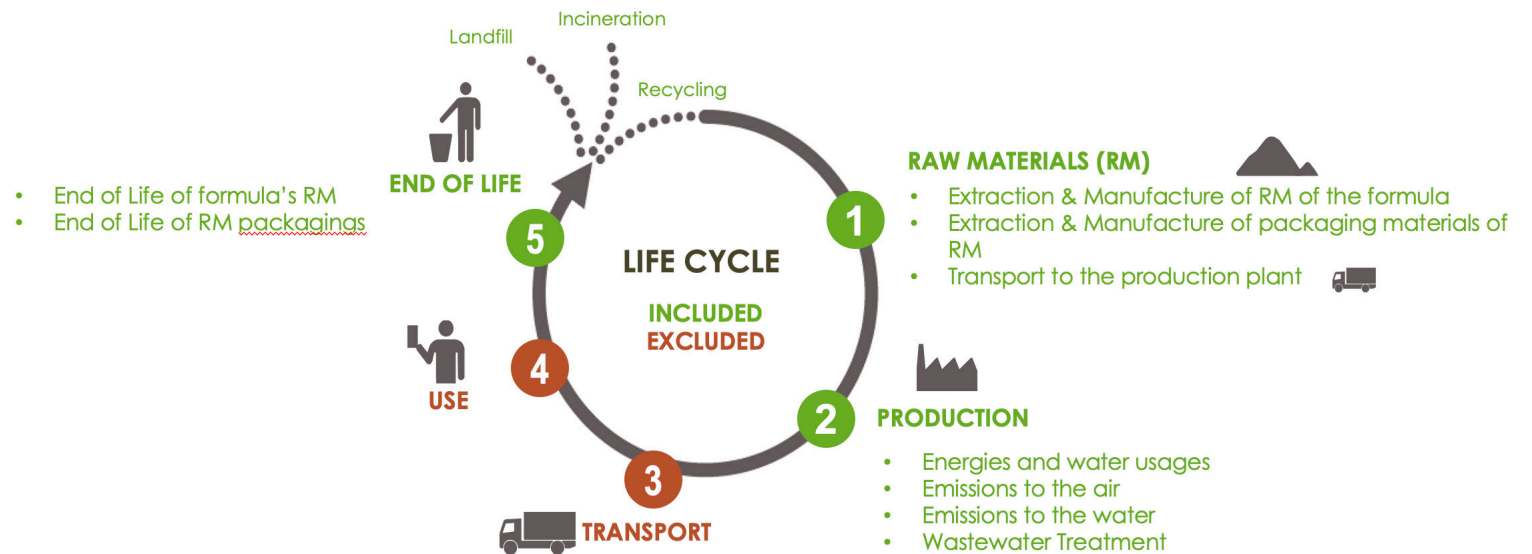 Incineration
Landfill
Recycling
END OF LIFE
• End of Life of formula's RM
• End of Life of RM packagings
RAW MATERIALS (RM)
• Extraction & Manufacture of RM of the formula
• Extraction & Manufacture of packaging materials of
RM
• Transport to the production plant
1
5
LIFE CYCLE
INCLUDED
EXCLUDED
4
USE
2
PRODUCTION
• Energies and water usages
• Emissions to the air
• Emissions to the water
• Wastewater Treatment
3
TRANSPORT